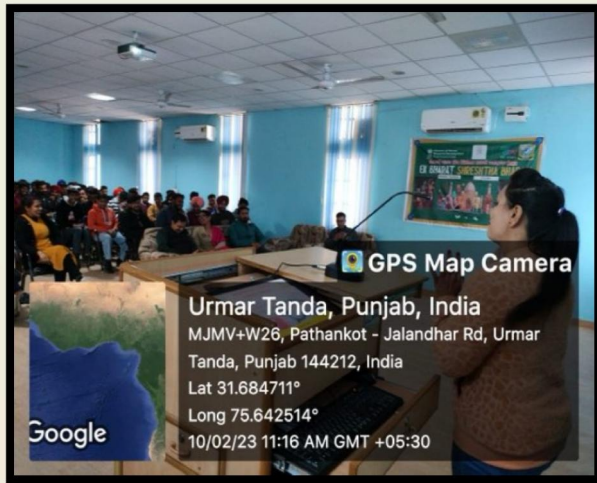 EK BHARAT SHRESHTHA BHARAT
GPS Map Camera
Urmar Tanda, Punjab, India
MJMV+W26, Pathankot - Jalandhar Rd, Urmar
Tanda, Punjab 144212, India
Lat 31.684711°
Long 75.642514°
10/02/23 11:16 AM GMT +05:30
Google